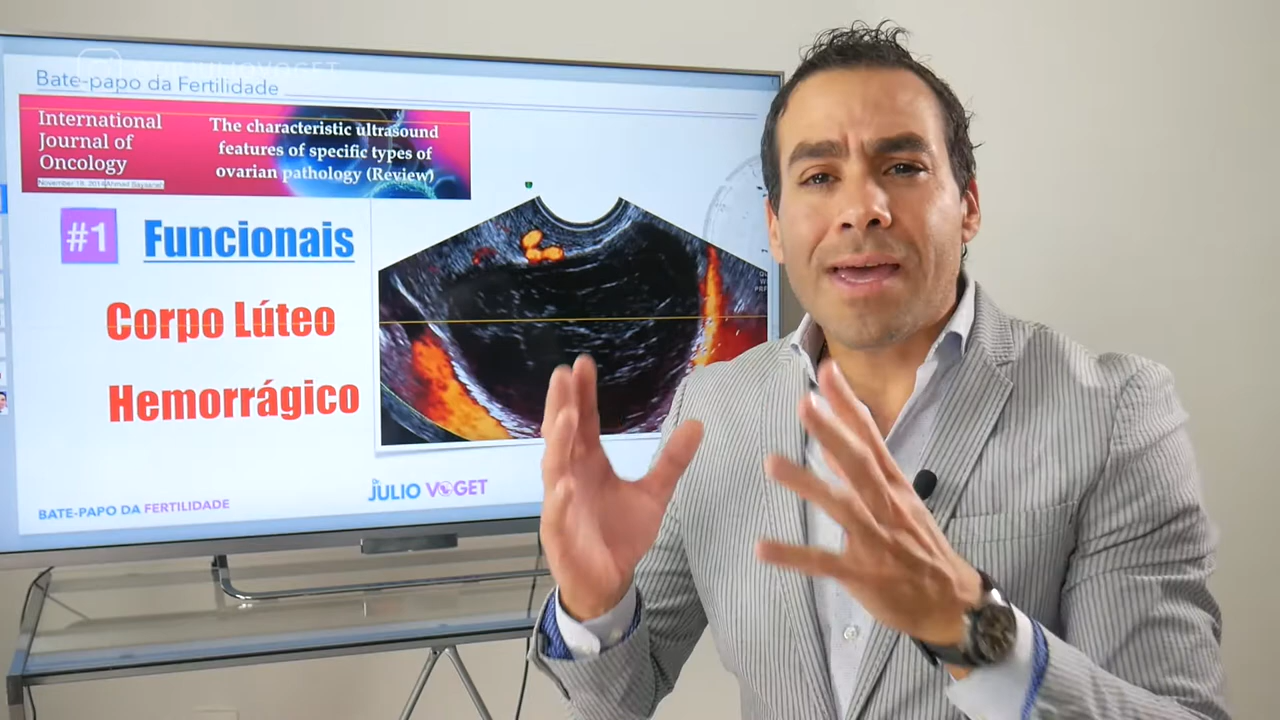 Bate-papo da Fertilidade
International
Journal of
Oncology
The characteristic ultrasound
features of specific types of
ovarian pathology (Review)
#1
Funcionais
Corpo Lúteo
Hemorrágico
Dr
JULIO VOGET
BATE-PAPO DA FERTILIDADE